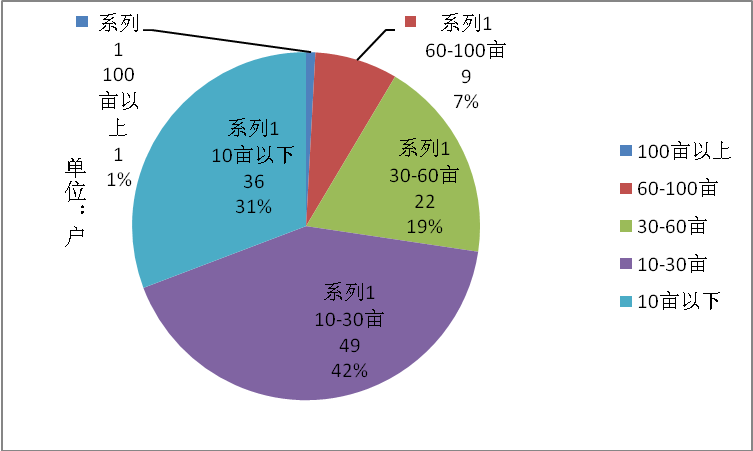 系列
1
100
亩以
上
1
1%
系列1
60-100亩
9
7%
系列1
30-60亩
22
19%
系列1
10-30亩
49
42%
系列1
10亩以下
36
31%
单位：户
100亩以上
60-100亩
30-60亩
10-30亩
10亩以下